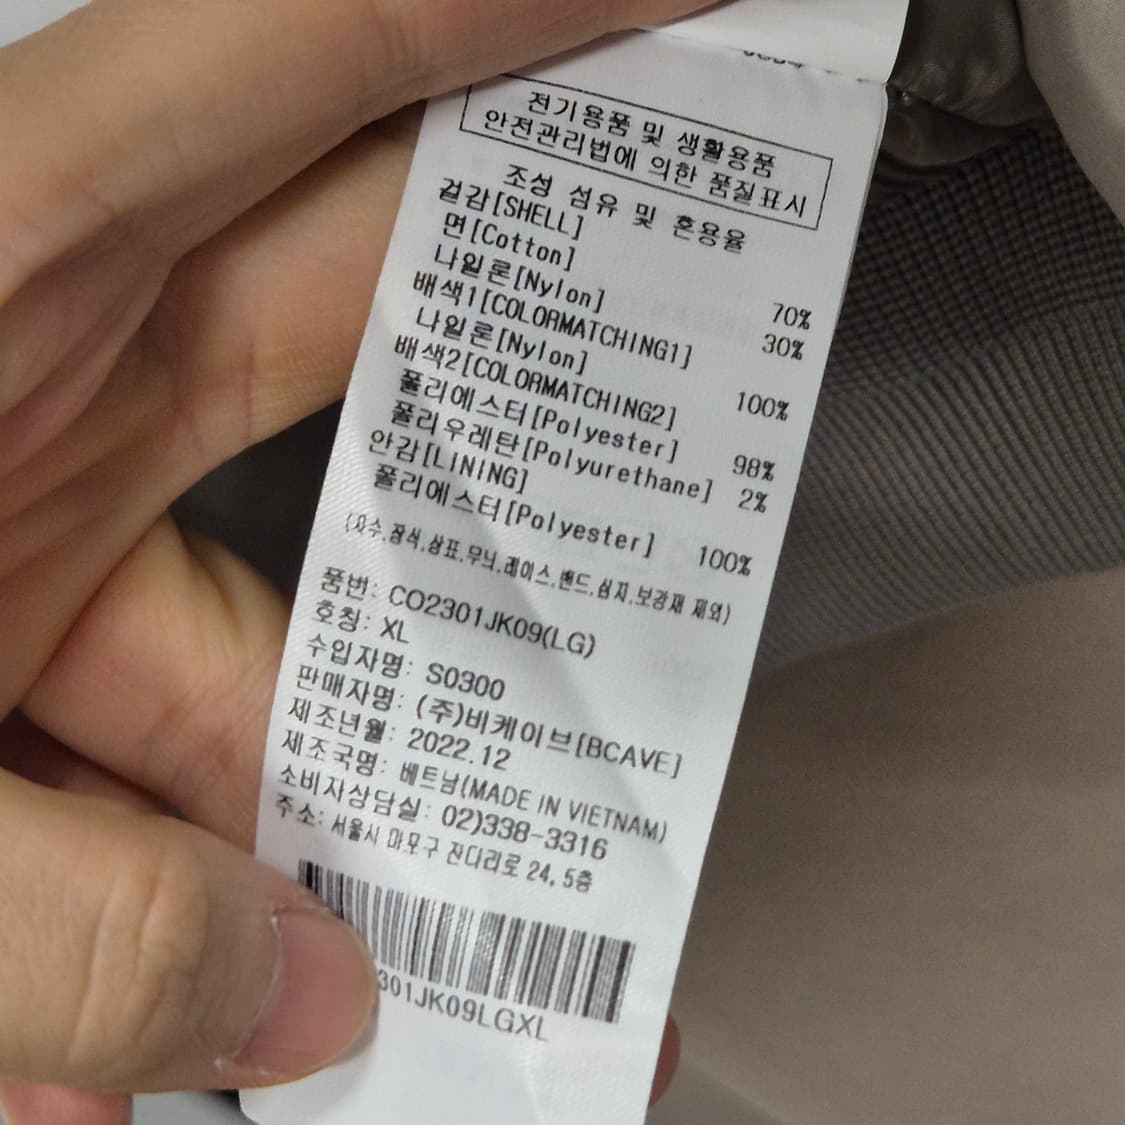 전기용품 및 생활용품
안전관리법에 의한 품질표시
조성 섬유 및 혼용율
겉감[SHELL]
면[Cotton] 70%
나일론[Nylon] 30%
배색1[COLORMATCHING1]
나일론[Nylon] 100%
배색2[COLORMATCHING2]
폴리에스터[Polyester] 98%
폴리우레탄[Polyurethane] 2%
안감[LINING]
폴리에스터[Polyester] 100%
(자수,장식,상표,무늬,레이스,밴드,심지,보강재 제외)
품번: CO2301JK09(LG)
호칭: XL
수입자명: S0300
판매자명: (주)비케이브[BCAVE]
제조년월: 2022.12
제조국명: 베트남(MADE IN VIETNAM)
소비자상담실: 02)338-3316
주소: 서울시 마포구 잔다리로 24, 5층
301JK09LGXL